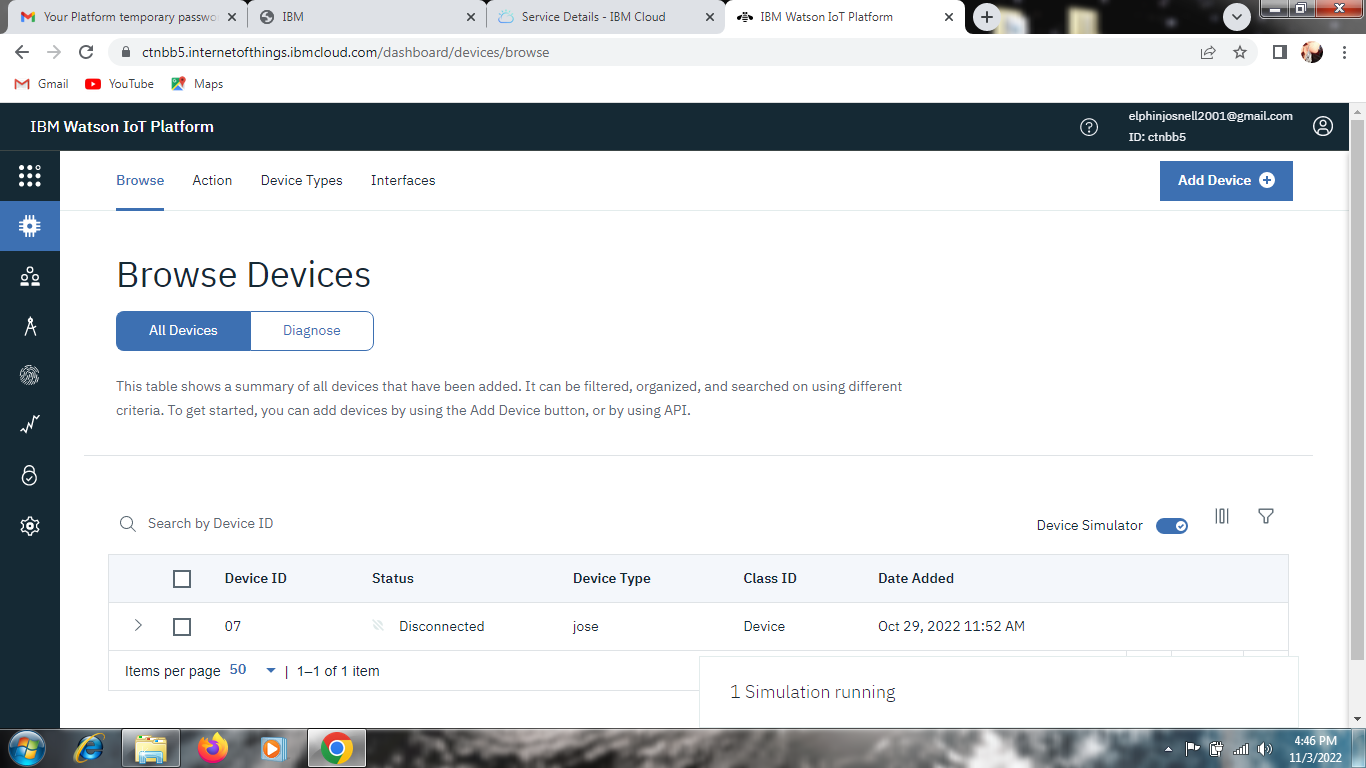 Your Platform temporary passwo
IBM
Service Details - IBM Cloud
IBM Watson IoT Platform
ctnbb5.internetofthings.ibmcloud.com/dashboard/devices/browse
Gmail
YouTube
Maps
IBM Watson IoT Platform
elphinjosnell2001@gmail.com
ID: ctnbb5
Browse
Action
Device Types
Interfaces
Add Device
Browse Devices
All Devices
Diagnose
This table shows a summary of all devices that have been added. It can be filtered, organized, and searched on using different
criteria. To get started, you can add devices by using the Add Device button, or by using API.
Search by Device ID
Device Simulator
Device ID Status Device Type Class ID Date Added
07 Disconnected jose Device Oct 29, 2022 11:52 AM
Items per page 50 | 1–1 of 1 item
1 Simulation running
4:46 PM
11/3/2022